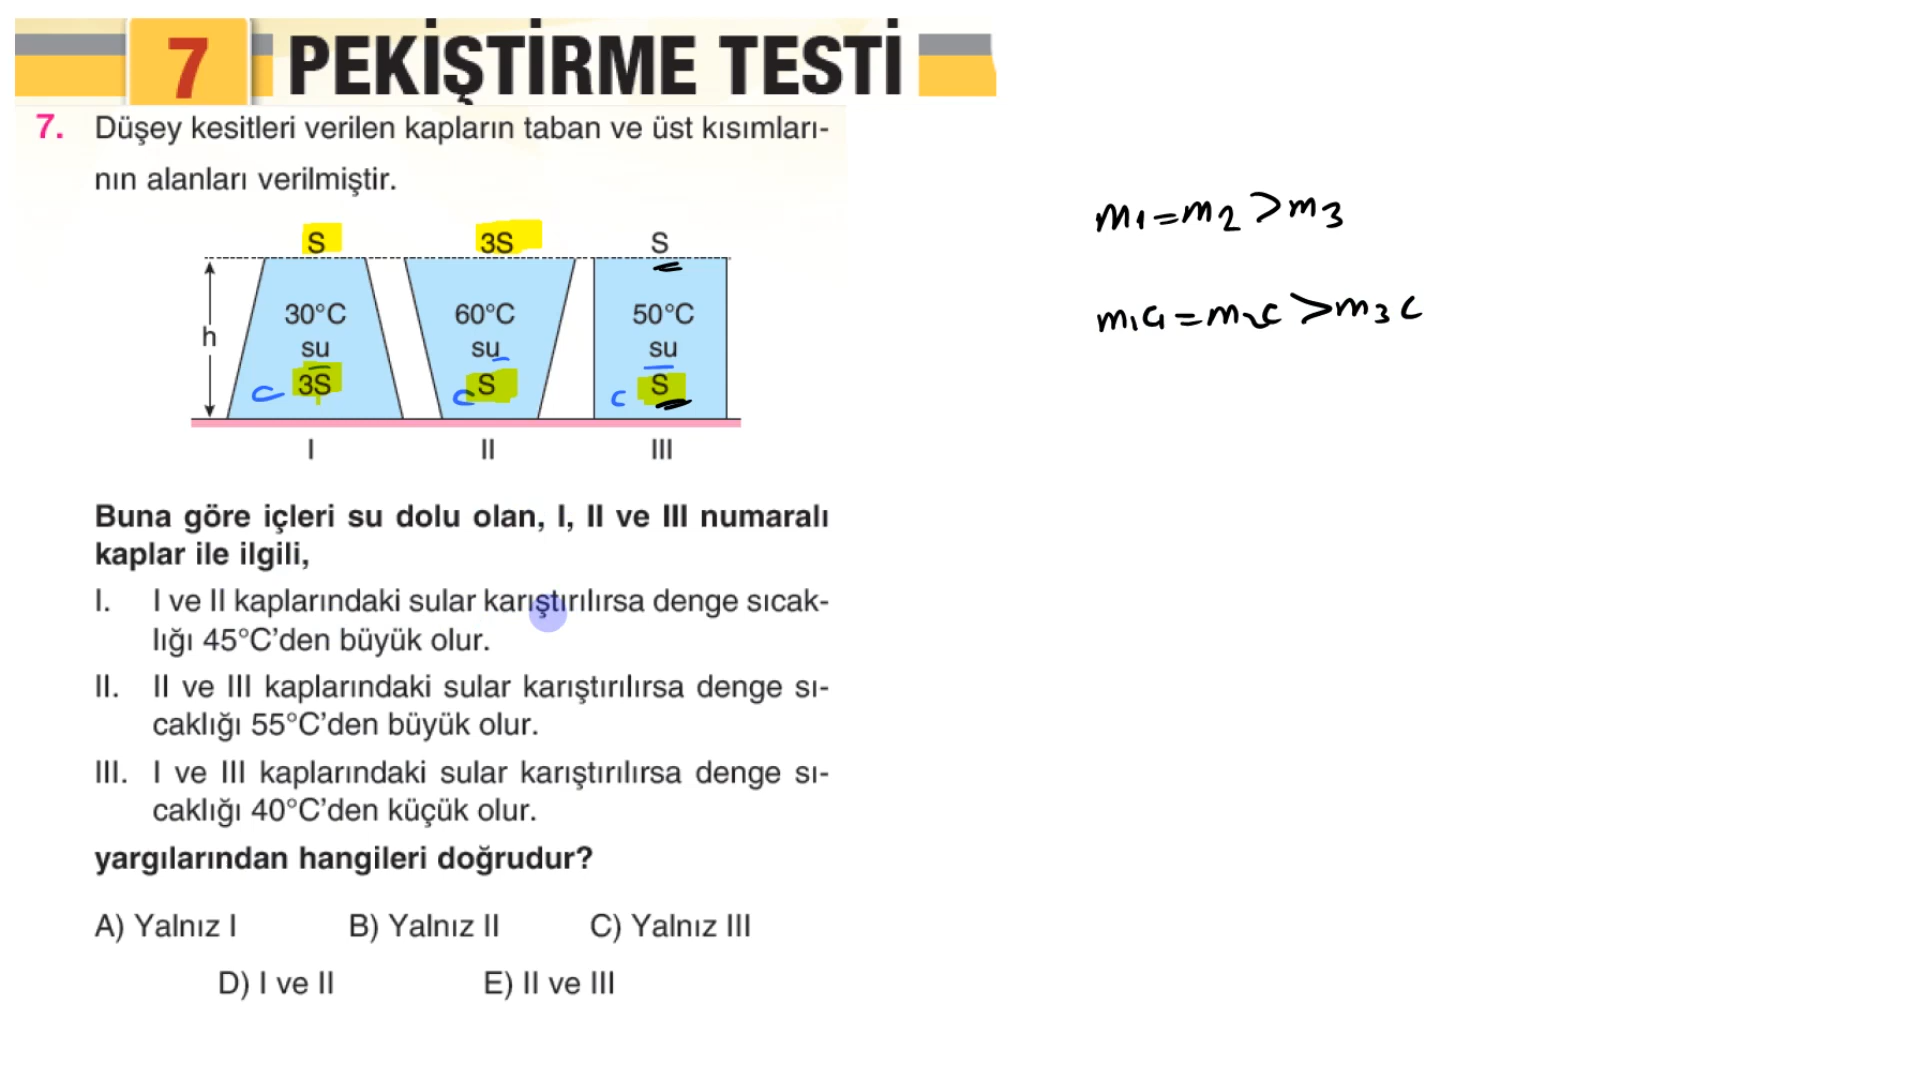 7 PEKİŞTİRME TESTİ
7. Düşey kesitleri verilen kapların taban ve üst kısımları-
nın alanları verilmiştir.
S 3S S
h
30°C 60°C 50°C
su su su
c 3S c S c S
I II III
Buna göre içleri su dolu olan, I, II ve III numaralı
kaplar ile ilgili,
I. I ve II kaplarındaki sular karıştırılırsa denge sıcak-
lığı 45°C'den büyük olur.
II. II ve III kaplarındaki sular karıştırılırsa denge sı-
caklığı 55°C'den büyük olur.
III. I ve III kaplarındaki sular karıştırılırsa denge sı-
caklığı 40°C'den küçük olur.
yargılarından hangileri doğrudur?
A) Yalnız I B) Yalnız II C) Yalnız III
D) I ve II E) II ve III
m1=m2>m3
=m2c>m3c